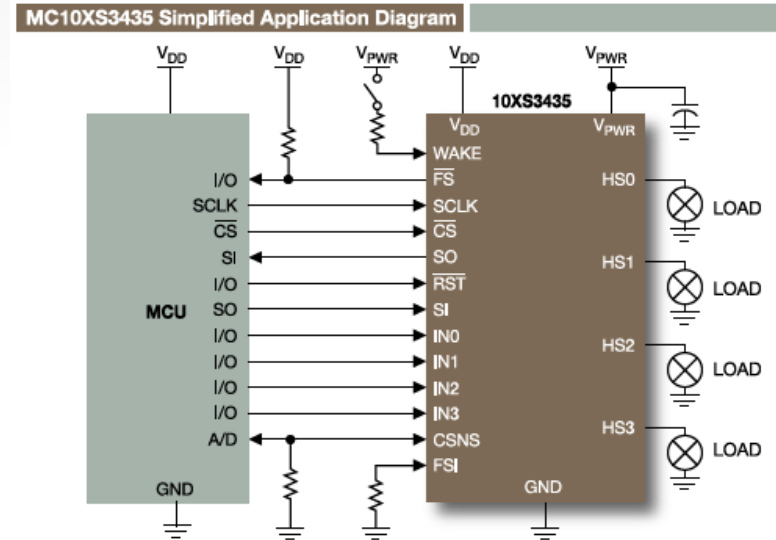 MC10XS3435 Simplified Application Diagram
VDD VDD VPWR VDD VPWR
10XS3435
VDD VPWR
WAKE
I/O FS HS0
SCLK SCLK LOAD
CS CS
SI SO HS1
I/O RST LOAD
MCU SO SI
I/O IN0
I/O IN1 HS2
I/O IN2 LOAD
I/O IN3 HS3
A/D CSNS LOAD
FSI
GND GND